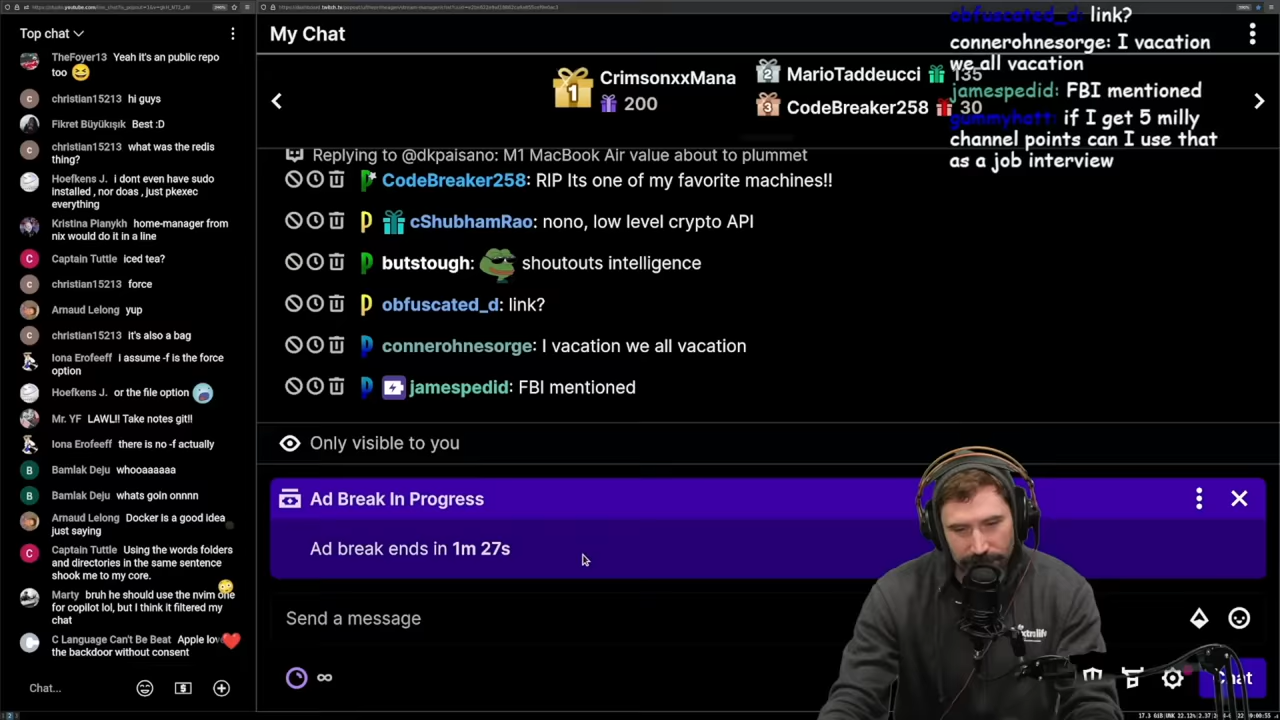 Top chat
TheFoyer13 Yeah it's an public repo
too
christian15213 hi guys
Fikret Büyükışık Best :D
christian15213 what was the redis
thing?
Hoefkens J. i dont even have sudo
installed , nor doas , just pkexec
everything
Kristina Planykh home-manager from
nix would do it in a line
Captain Tuttle iced tea?
christian15213 force
Arnaud Lelong yup
christian15213 it's also a bag
Iona Erofeeff i assume -f is the force
option
Hoefkens J. or the file option
Mr. YF LAWL!! Take notes git!!
Iona Erofeeff there is no -f actually
Bamlak Deju whooaaaaaa
Bamlak Deju whats goin onnnn
Arnaud Lelong Docker is a good idea
just saying
Captain Tuttle Using the words folders
and directories in the same sentence
shook me to my core.
Marty bruh he should use the nvim one
for copilot lol, but I think it filtered my
chat
C Language Can't Be Beat Apple lov
the backdoor without consent
Chat...
My Chat
1 CrimsonxxMana
200
2 MarioTaddeucci 135
3 CodeBreaker258 30
Replying to @dkpaisano: M1 MacBook Air value about to plummet
CodeBreaker258: RIP Its one of my favorite machines!!
cShubhamRao: nono, low level crypto API
butstough: shoutouts intelligence
obfuscated_d: link?
connerohnesorge: I vacation we all vacation
jamespedid: FBI mentioned
Only visible to you
Ad Break In Progress
Ad break ends in 1m 27s
Send a message
∞
hat
obfuscated_d: link?
connerohnesorge: I vacation
we all vacation
jamespedid: FBI mentioned
gummyhatt: if I get 5 milly
channel points can I use that
as a job interview